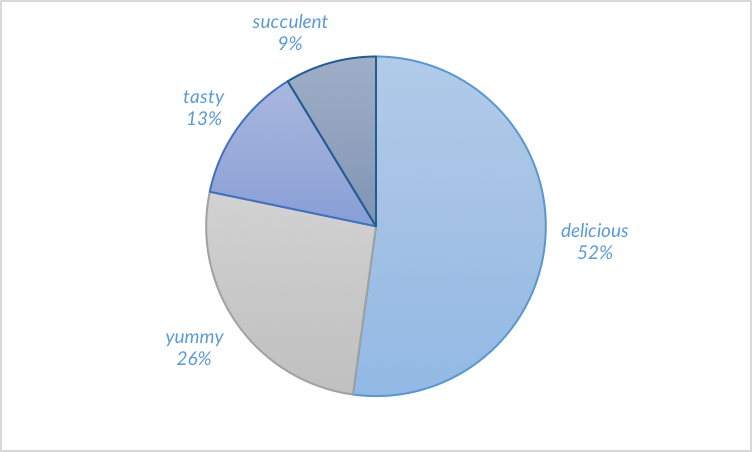 succulent
9%
tasty
13%
delicious
52%
yummy
26%